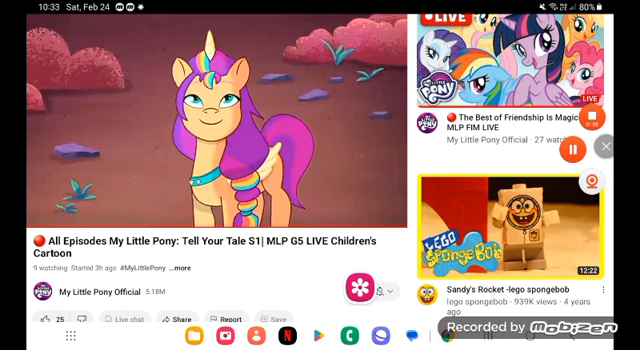 10:33 Sat, Feb 24
80%
LIVE
my LITTLE PONY
LIVE
🔴 The Best of Friendship Is Magic
MLP FIM LIVE
My Little Pony Official · 27 watch
🔴 All Episodes My Little Pony: Tell Your Tale S1| MLP G5 LIVE Children's
Cartoon
9 watching Started 3h ago #MyLittlePony ...more
My Little Pony Official 5.18M
25
Live chat
Share
Report
Save
LEGO
SpongeBob
12:22
Sandy's Rocket -lego spongebob
lego spongebob · 939K views · 4 years
ago
Recorded by Mobizen